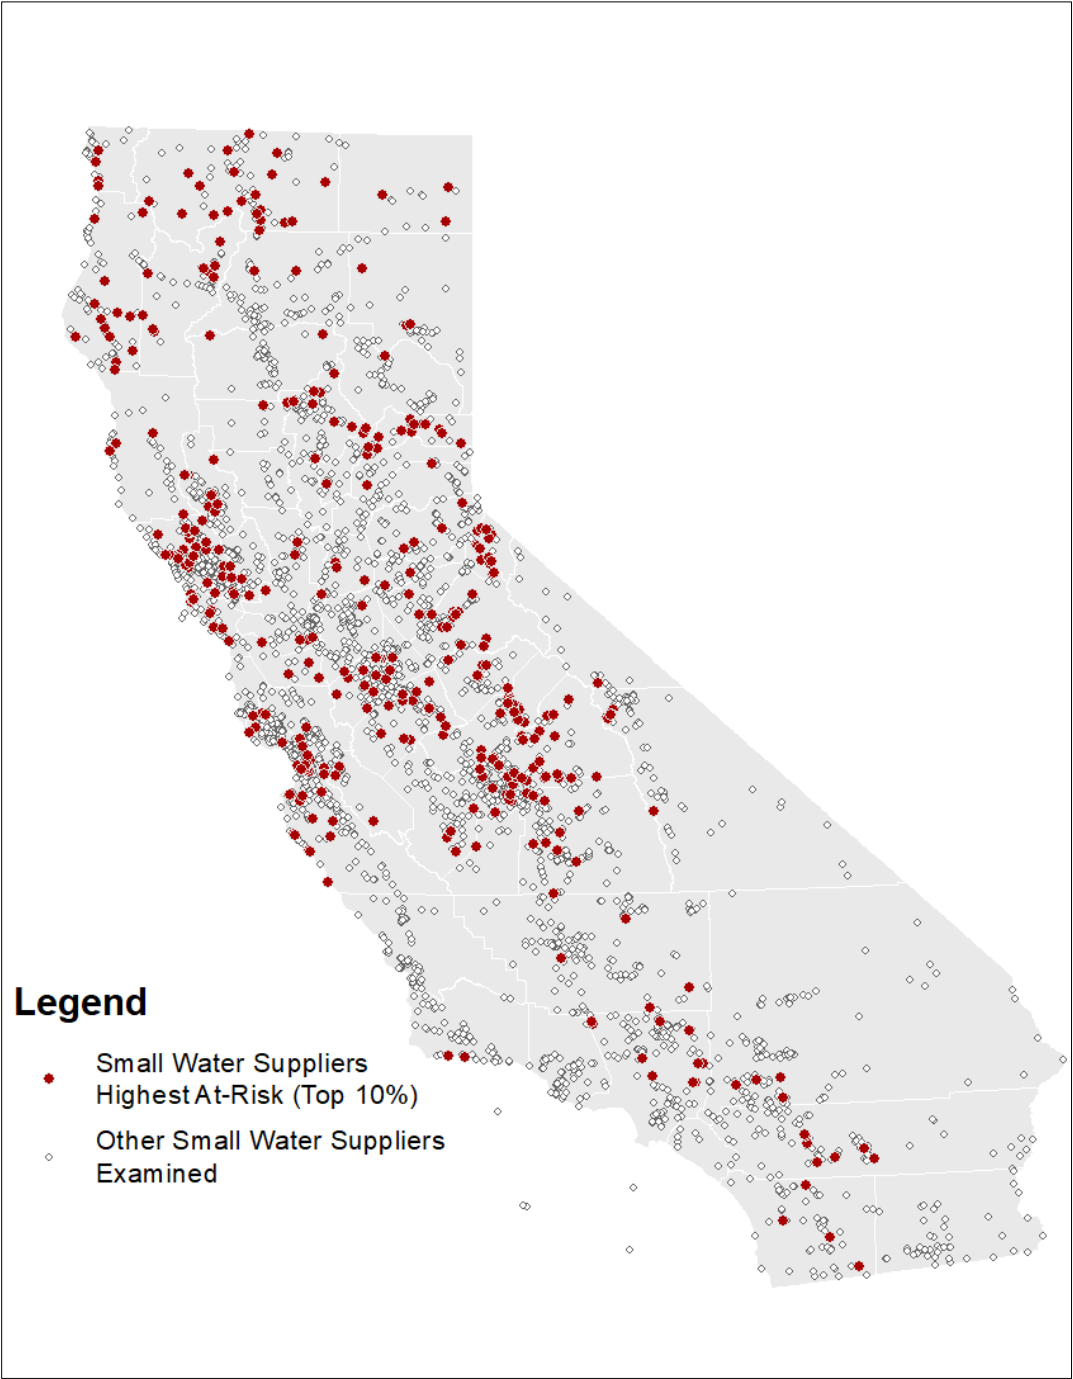 Legend
Small Water Suppliers
Highest At-Risk (Top 10%)
Other Small Water Suppliers
Examined